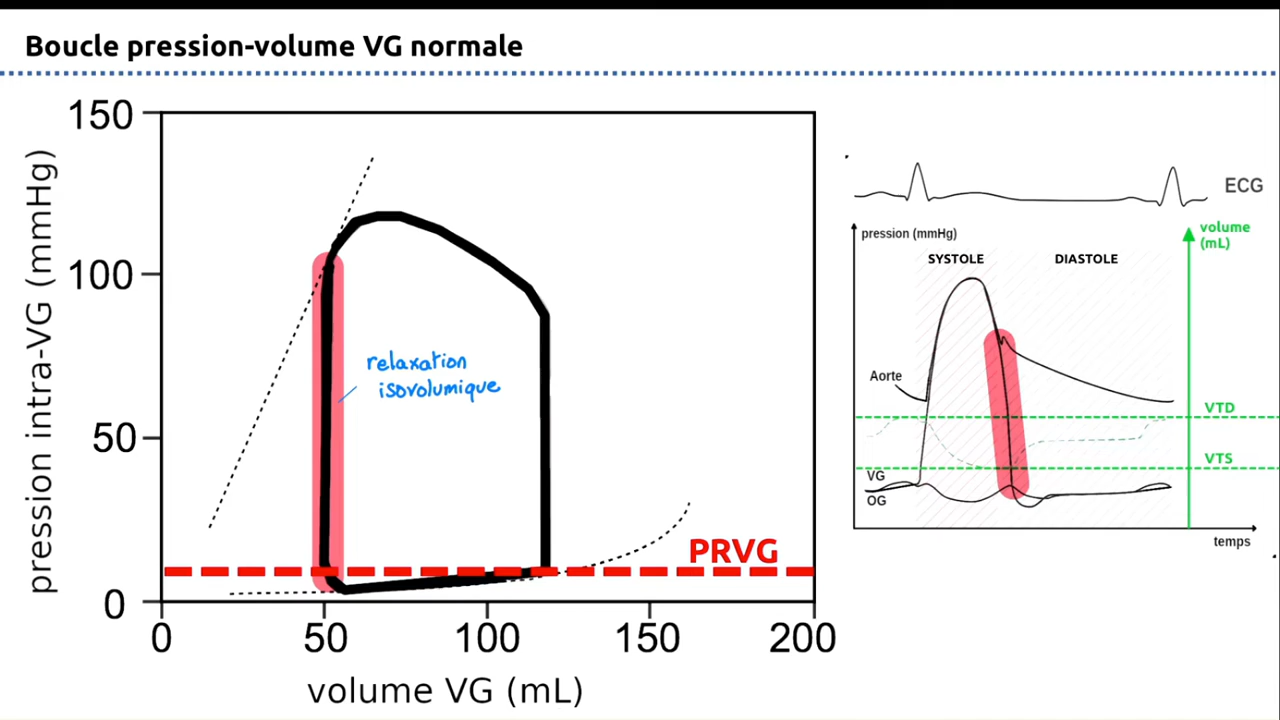 Boucle pression-volume VG normale
pression intra-VG (mmHg)
150
100
50
0
relaxation
isovolumique
PRVG
0
50
100
150
200
volume VG (mL)
ECG
volume
(mL)
pression (mmHg)
SYSTOLE
DIASTOLE
Aorte
VTD
VTS
VG
OG
temps